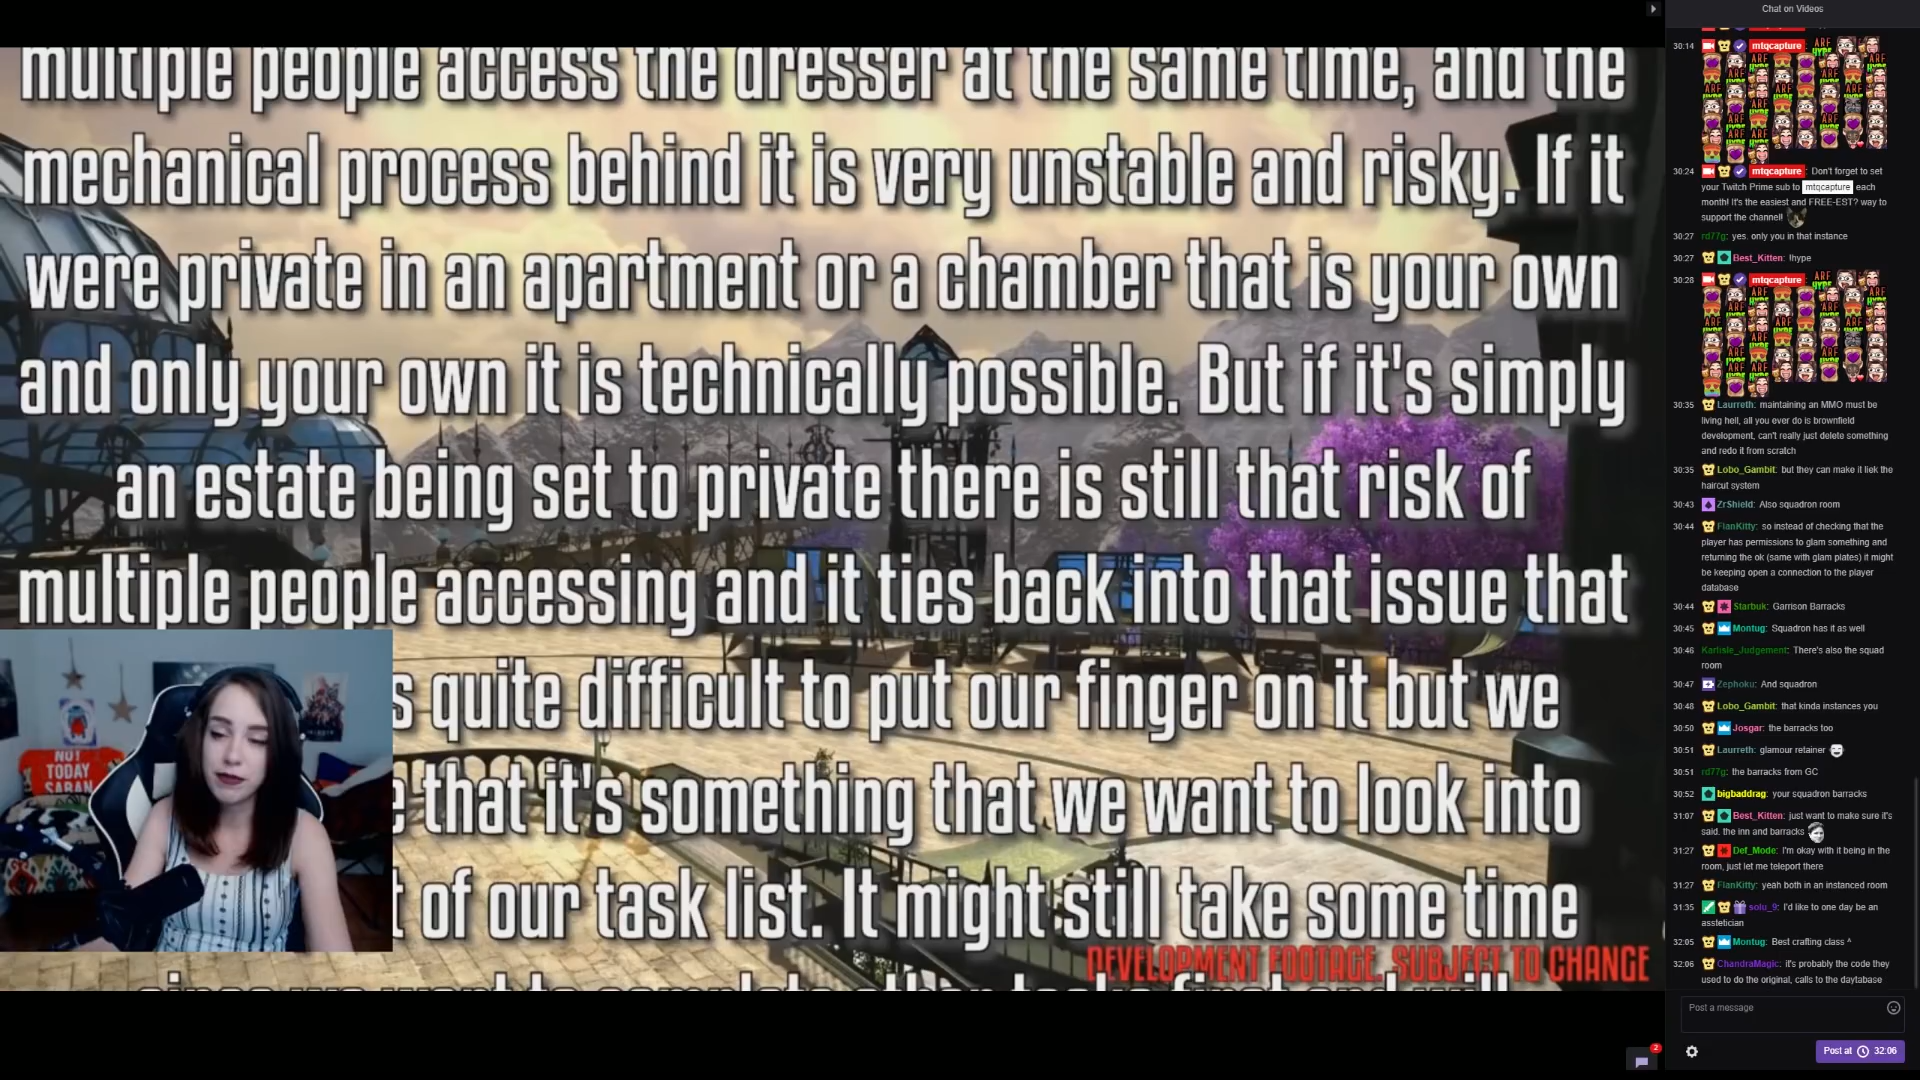 Chat on Videos
multiple people access the dresser at the same time, and the
mechanical process behind it is very unstable and risky. If it
were private in an apartment or a chamber that is your own
and only your own it is technically possible. But if it's simply
an estate being set to private there is still that risk of
multiple people accessing and it ties back into that issue that
quite difficult to put our finger on it but we
that it's something that we want to look into
of our task list. It might still take some time
DEVELOPMENT FOOTAGE. SUBJECT TO CHANGE
NOT
TODAY
SATAN
30:14 mtqcapture
30:24 mtqcapture: Don't forget to set
your Twitch Prime sub to mtqcapture each
month! It's the easiest and FREE-EST? way to
support the channel!
30:27 rd77g: yes. only you in that instance
30:27 Best_Kitten: !hype
30:28 mtqcapture
30:35 Laurreth: maintaining an MMO must be
living hell, all you ever do is brownfield
development, can't really just delete something
and redo it from scratch
30:35 Lobo_Gambit: but they can make it liek the
haircut system
30:43 ZrShield: Also squadron room
30:44 FianKitty: so instead of checking that the
player has permissions to glam something and
returning the ok (same with glam plates) it might
be keeping open a connection to the player
database
30:44 Starbuk: Garrison Barracks
30:45 Montug: Squadron has it as well
30:46 Karlisle_Judgement: There's also the squad
room
30:47 Zephoku: And squadron
30:48 Lobo_Gambit: that kinda instances you
30:50 Josgar: the barracks too
30:51 Laurreth: glamour retainer
30:51 rd77g: the barracks from GC
30:52 bigbaddrag: your squadron barracks
31:07 Best_Kitten: just want to make sure it's
said. the inn and barracks
31:27 Def_Mode: I'm okay with it being in the
room, just let me teleport there
31:27 FianKitty: yeah both in an instanced room
31:35 solu_9: I'd like to one day be an
asstetician
32:05 Montug: Best crafting class ^
32:06 ChandraMagic: it's probably the code they
used to do the original, calls to the daytabase
Post a message
2
Post at 32:06